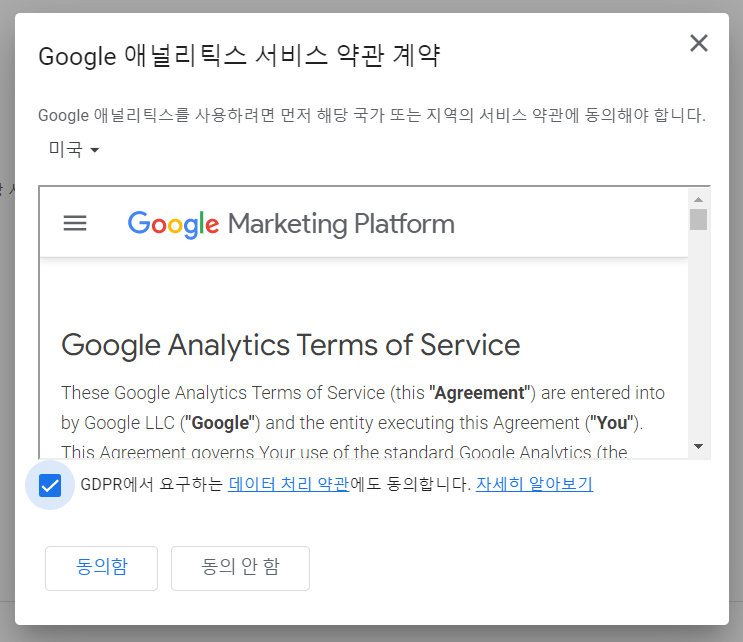 Google 애널리틱스 서비스 약관 계약
Google 애널리틱스를 사용하려면 먼저 해당 국가 또는 지역의 서비스 약관에 동의해야 합니다.
미국
Google Marketing Platform
Google Analytics Terms of Service
These Google Analytics Terms of Service (this "Agreement") are entered into
by Google LLC ("Google") and the entity executing this Agreement ("You").
This Agreement governs Your use of the standard Google Analytics (the
GDPR에서 요구하는 데이터 처리 약관에도 동의합니다. 자세히 알아보기
동의함
동의 안 함